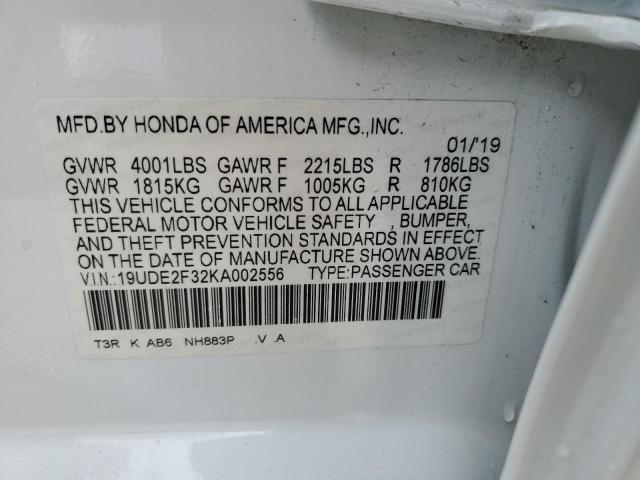 MFD.BY HONDA OF AMERICA MFG.,INC.
01/'19
GVWR 4001LBS GAWR F 2215LBS R 1786LBS
GVWR 1815KG GAWR F 1005KG R 810KG
THIS VEHICLE CONFORMS TO ALL APPLICABLE
FEDERAL MOTOR VEHICLE SAFETY , BUMPER,
AND THEFT PREVENTION STANDARDS IN EFFECT
ON THE DATE OF MANUFACTURE SHOWN ABOVE.
V.I.N.:19UDE2F32KA002556 TYPE:PASSENGER CAR
T3R K AB6 NH883P .V .A